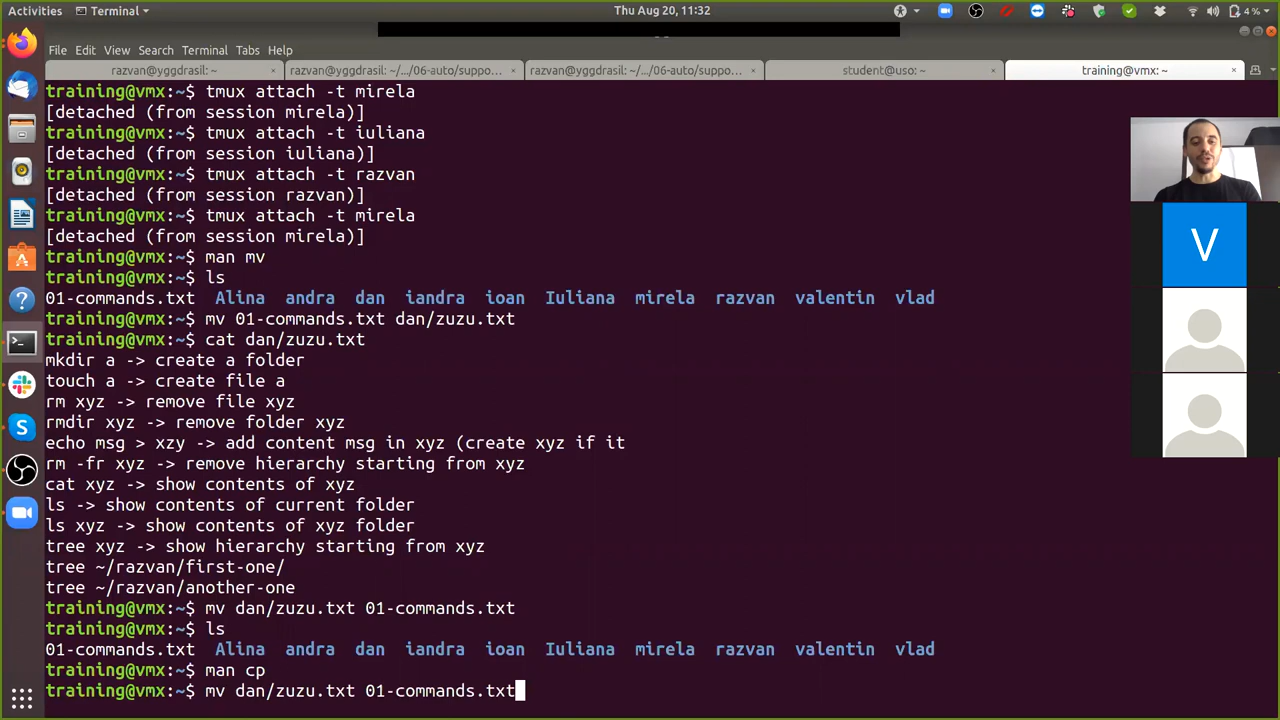 Activities Terminal Thu Aug 20, 11:32 4 %
File Edit View Search Terminal Tabs Help
razvan@yggdrasil: ~ × razvan@yggdrasil: ~/.../06-auto/suppo... × razvan@yggdrasil: ~/.../06-auto/suppo... × student@uso: ~ × training@vmx: ~ ×
training@vmx:~$ tmux attach -t mirela
[detached (from session mirela)]
training@vmx:~$ tmux attach -t iuliana
[detached (from session iuliana)]
training@vmx:~$ tmux attach -t razvan
[detached (from session razvan)]
training@vmx:~$ tmux attach -t mirela
[detached (from session mirela)]
training@vmx:~$ man mv
training@vmx:~$ ls
01-commands.txt Alina andra dan iandra ioan Iuliana mirela razvan valentin vlad
training@vmx:~$ mv 01-commands.txt dan/zuzu.txt
training@vmx:~$ cat dan/zuzu.txt
mkdir a -> create a folder
touch a -> create file a
rm xyz -> remove file xyz
rmdir xyz -> remove folder xyz
echo msg > xzy -> add content msg in xyz (create xyz if it
rm -fr xyz -> remove hierarchy starting from xyz
cat xyz -> show contents of xyz
ls -> show contents of current folder
ls xyz -> show contents of xyz folder
tree xyz -> show hierarchy starting from xyz
tree ~/razvan/first-one/
tree ~/razvan/another-one
training@vmx:~$ mv dan/zuzu.txt 01-commands.txt
training@vmx:~$ ls
01-commands.txt Alina andra dan iandra ioan Iuliana mirela razvan valentin vlad
training@vmx:~$ man cp
training@vmx:~$ mv dan/zuzu.txt 01-commands.txt
V